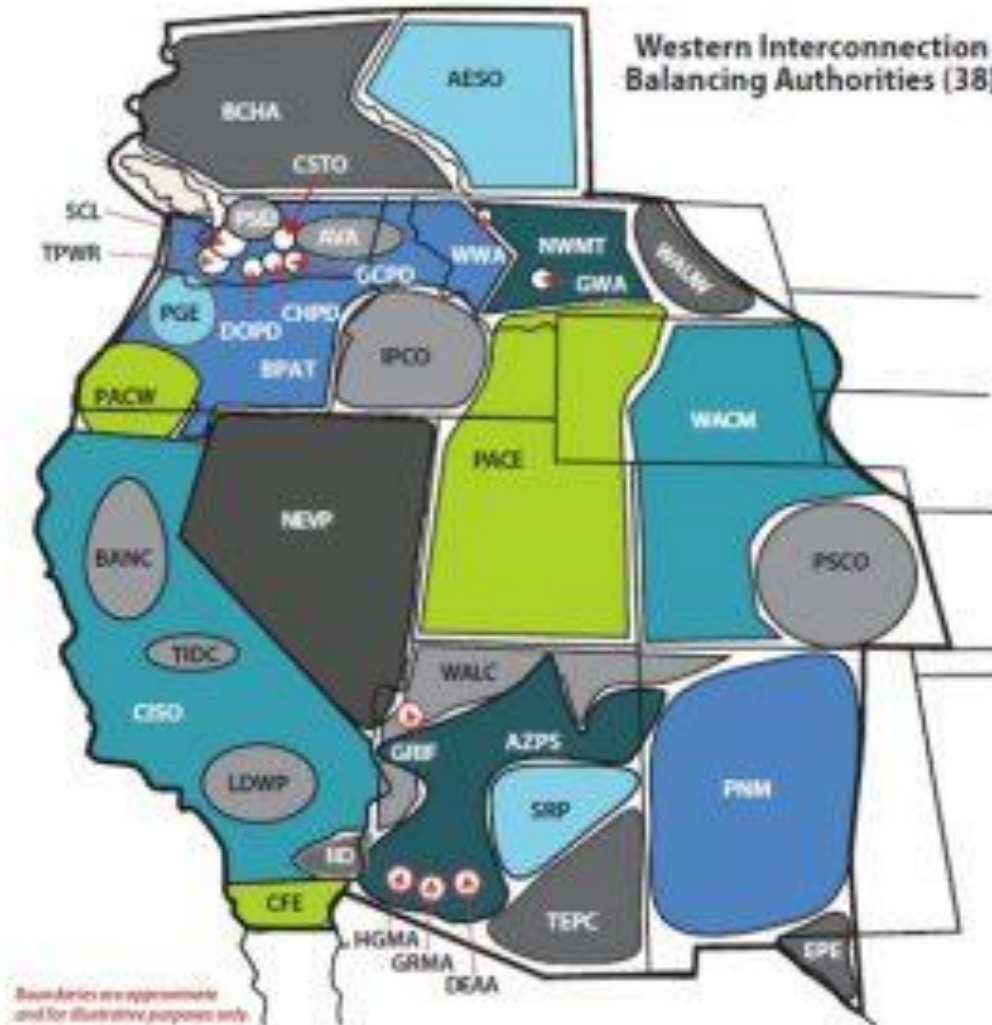 Western Interconnection
Balancing Authorities (38)
AESO
BCHA
CSTO
SCL
PSE
AVA
TPWR
WWA
NWMT
GCPD
GWA
WAUW
PGE
CHPD
DOPD
IPCO
BPAT
PACW
WACM
PACE
NEVP
BANC
PSCO
TIDC
WALC
CISO
GRIF
AZPS
LDWP
SRP
PNM
IID
CFE
TEPC
HGMA
GRMA
DEAA
EPE
Boundaries are approximate
and for illustrative purposes only.